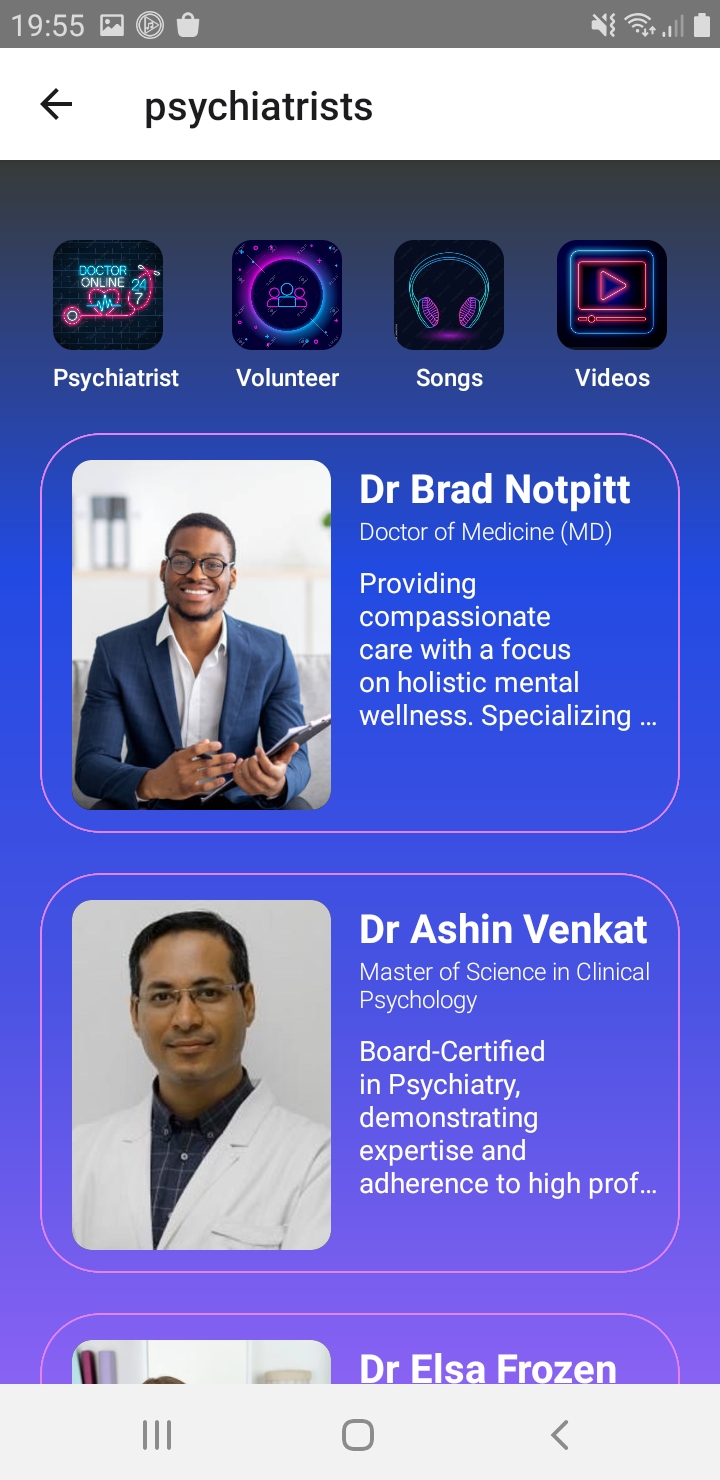 19:55
psychiatrists
DOCTOR
ONLINE 24
7
Psychiatrist Volunteer Songs Videos
Dr Brad Notpitt
Doctor of Medicine (MD)
Providing
compassionate
care with a focus
on holistic mental
wellness. Specializing ...
Dr Ashin Venkat
Master of Science in Clinical
Psychology
Board-Certified
in Psychiatry,
demonstrating
expertise and
adherence to high prof...
Dr Elsa Frozen